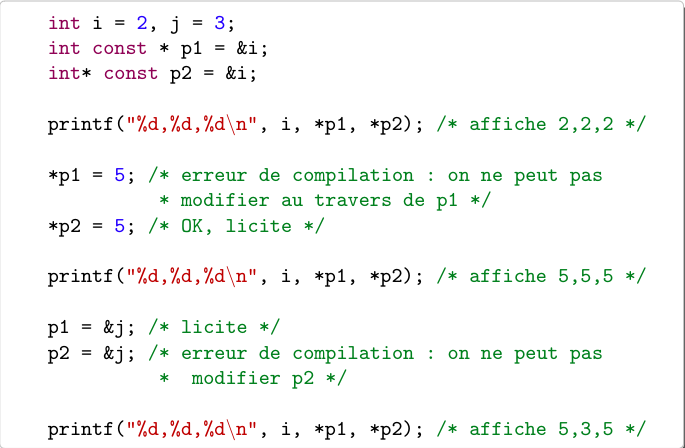 int i = 2, j = 3;
int const * p1 = &i;
int* const p2 = &i;
printf("%d,%d,%d\n", i, *p1, *p2); /* affiche 2,2,2 */
*p1 = 5; /* erreur de compilation : on ne peut pas
* modifier au travers de p1 */
*p2 = 5; /* OK, licite */
printf("%d,%d,%d\n", i, *p1, *p2); /* affiche 5,5,5 */
p1 = &j; /* licite */
p2 = &j; /* erreur de compilation : on ne peut pas
* modifier p2 */
printf("%d,%d,%d\n", i, *p1, *p2); /* affiche 5,3,5 */